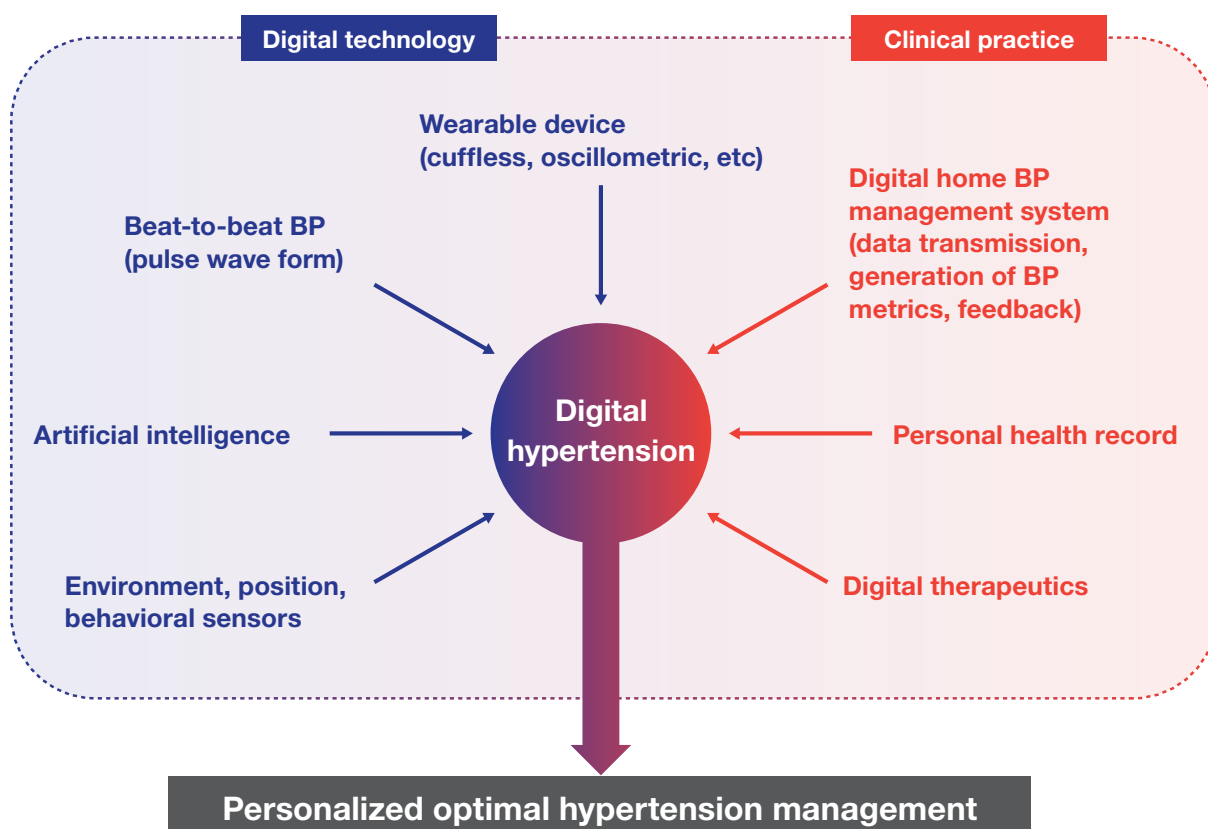 Digital technology
Clinical practice
Wearable device
(cuffless, oscillometric, etc)
Beat-to-beat BP
(pulse wave form)
Digital home BP
management system
(data transmission,
generation of BP
metrics, feedback)
Artificial intelligence
Digital
hypertension
Personal health record
Environment, position,
behavioral sensors
Digital therapeutics
Personalized optimal hypertension management